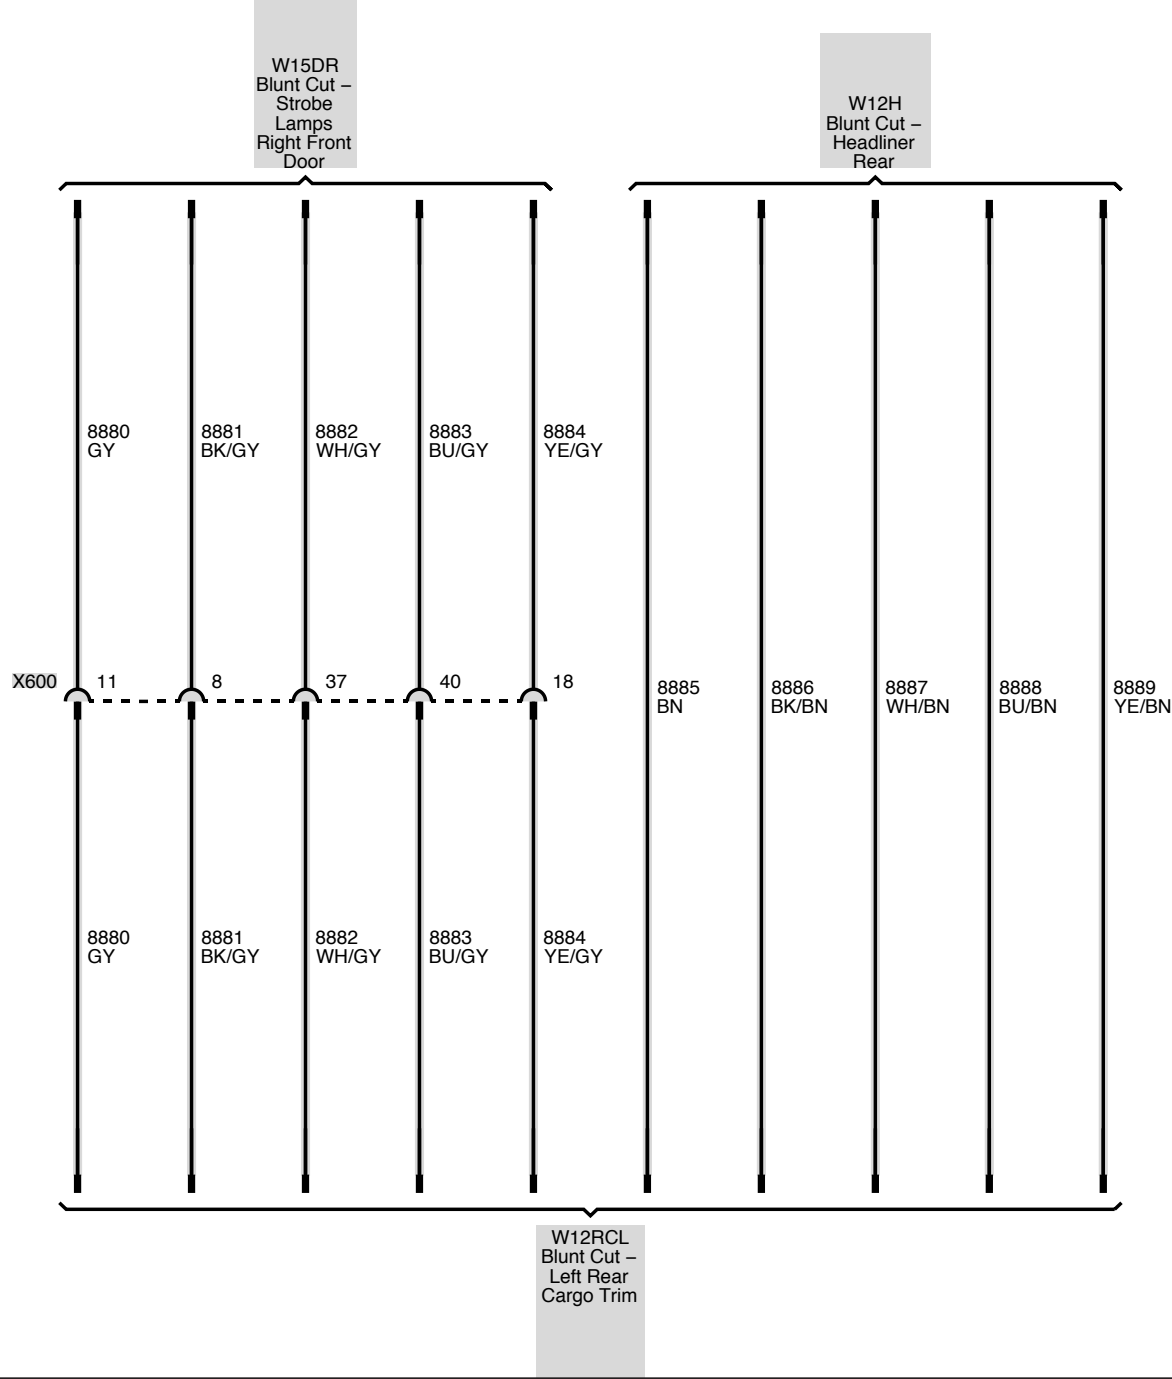 W15DR
Blunt Cut –
Strobe
Lamps
Right Front
Door
W12H
Blunt Cut –
Headliner
Rear
8880
GY
8881
BK/GY
8882
WH/GY
8883
BU/GY
8884
YE/GY
X600
11
8
37
40
18
8885
BN
8886
BK/BN
8887
WH/BN
8888
BU/BN
8889
YE/BN
8880
GY
8881
BK/GY
8882
WH/GY
8883
BU/GY
8884
YE/GY
W12RCL
Blunt Cut –
Left Rear
Cargo Trim